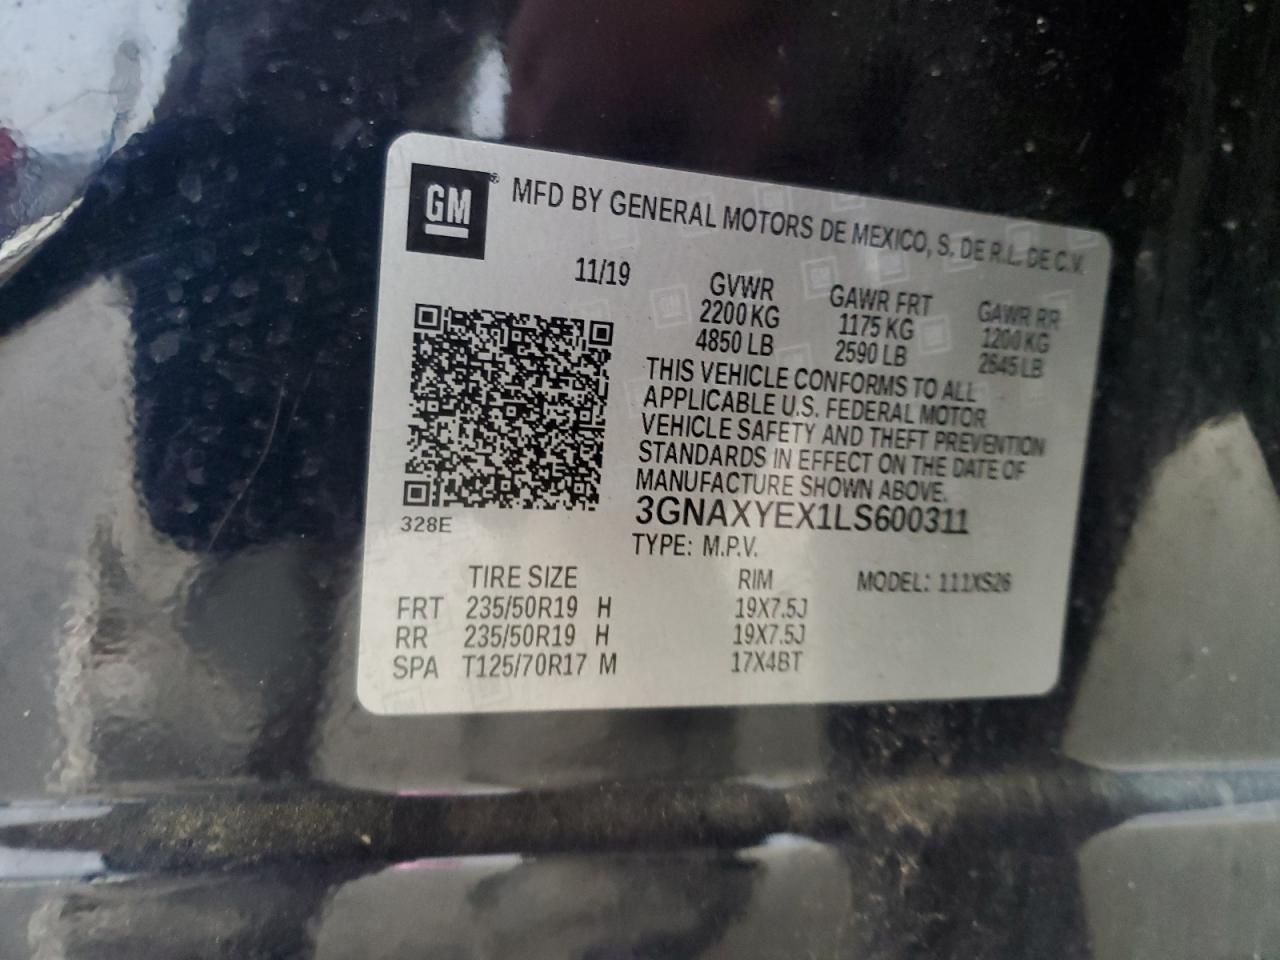 GM® MFD BY GENERAL MOTORS DE MEXICO, S. DE R.L. DE C.V.
11/19
GVWR GAWR FRT GAWR RR
2200 KG 1175 KG 1200 KG
4850 LB 2590 LB 2645 LB
THIS VEHICLE CONFORMS TO ALL
APPLICABLE U.S. FEDERAL MOTOR
VEHICLE SAFETY AND THEFT PREVENTION
STANDARDS IN EFFECT ON THE DATE OF
MANUFACTURE SHOWN ABOVE.
3GNAXYEX1LS600311
328E
TYPE: M.P.V.
TIRE SIZE RIM MODEL: 111XS26
FRT 235/50R19 H 19X7.5J
RR 235/50R19 H 19X7.5J
SPA T125/70R17 M 17X4BT